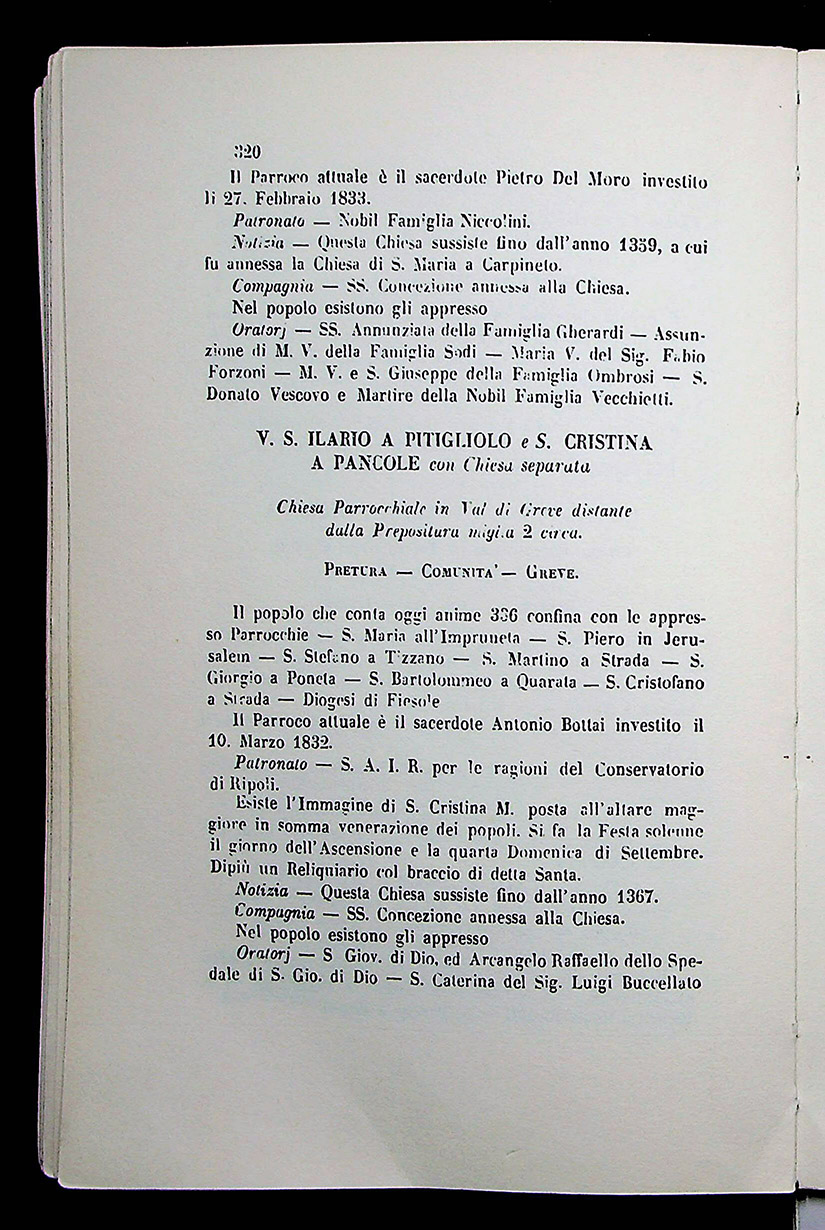 320
Il Parroco attuale è il sacerdote Pietro Del Moro investito
li 27. Febbraio 1833.
Patronato — Nobil Famiglia Niccolini.
Notizia — Questa Chiesa sussiste fino dall'anno 1359, a cui
fu annessa la Chiesa di S. Maria a Carpineto.
Compagnia — SS. Concezione annessa alla Chiesa.
Nel popolo esistono gli appresso
Oratorj — SS. Annunziata della Famiglia Gherardi — Assun-
zione di M. V. della Famiglia Sodi — Maria V. del Sig. Fabio
Forzoni — M. V. e S. Giuseppe della Famiglia Ombrosi — S.
Donato Vescovo e Martire della Nobil Famiglia Vecchietti.
V. S. ILARIO A PITIGLIOLO e S. CRISTINA
A PANCOLE con Chiesa separata
Chiesa Parrocchiale in Val di Greve distante
dalla Prepositura miglia 2 circa.
PRETURA — COMUNITA' — GREVE.
Il popolo che conta oggi anime 336 confina con le appres-
so Parrocchie — S. Maria all'Impruneta — S. Piero in Jeru-
salem — S. Stefano a Tizzano — S. Martino a Strada — S.
Giorgio a Poneta — S. Bartolommeo a Quarata — S. Cristofano
a Strada — Diogesi di Fiesole
Il Parroco attuale è il sacerdote Antonio Bottai investito il
10. Marzo 1832.
Patronato — S. A. I. R. per le ragioni del Conservatorio
di Ripoli.
Esiste l'Immagine di S. Cristina M. posta all'altare mag-
giore in somma venerazione dei popoli. Si fa la Festa solenne
il giorno dell'Ascensione e la quarta Domenica di Settembre.
Dipiù un Reliquiario col braccio di detta Santa.
Notizia — Questa Chiesa sussiste fino dall'anno 1367.
Compagnia — SS. Concezione annessa alla Chiesa.
Nel popolo esistono gli appresso
Oratorj — S Giov. di Dio, ed Arcangelo Raffaello dello Spe-
dale di S. Gio. di Dio — S. Caterina del Sig. Luigi Buccellato